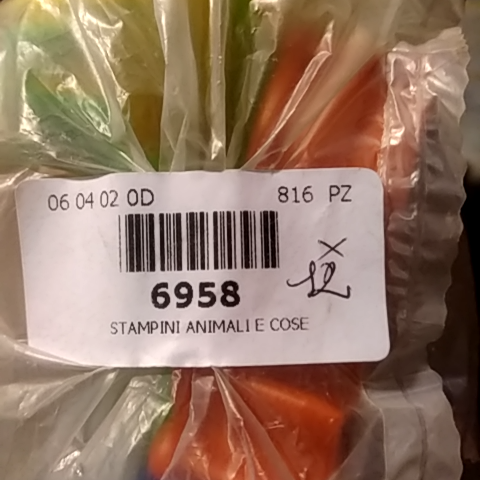 06 04 02 0D 816 PZ
x
12
6958
STAMPINI ANIMALI E COSE